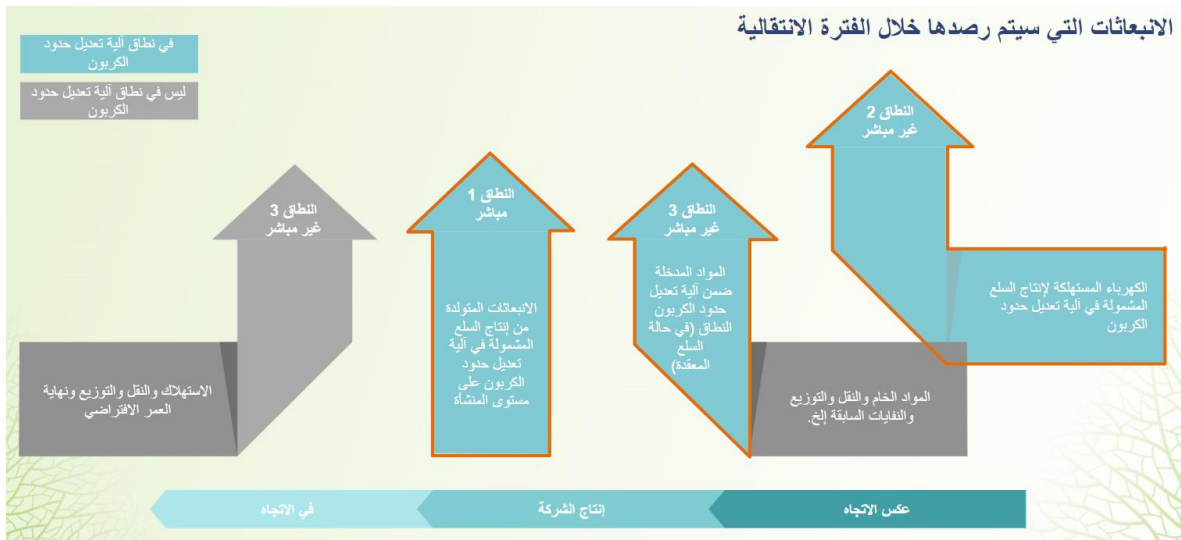 الانبعاثات التي سيتم رصدها خلال الفترة الانتقالية
في نطاق آلية تعديل حدود
الكربون
ليس في نطاق آلية تعديل حدود
الكربون
النطاق 2
غير مباشر
الكهرباء المستهلكة لإنتاج السلع
المشمولة في آلية تعديل حدود
الكربون
النطاق 3
غير مباشر
المواد المدخلة
ضمن آلية تعديل
حدود الكربون
النطاق (في حالة
السلع
المعقدة)
المواد الخام والنقل والتوزيع
والنفايات السابقة إلخ.
النطاق 1
مباشر
الانبعاثات المتولدة
من إنتاج السلع
المشمولة في آلية
تعديل حدود
الكربون على
مستوى المنشأة
النطاق 3
غير مباشر
الاستهلاك والنقل والتوزيع ونهاية
العمر الافتراضي
عكس الاتجاه
إنتاج الشركة
في الاتجاه